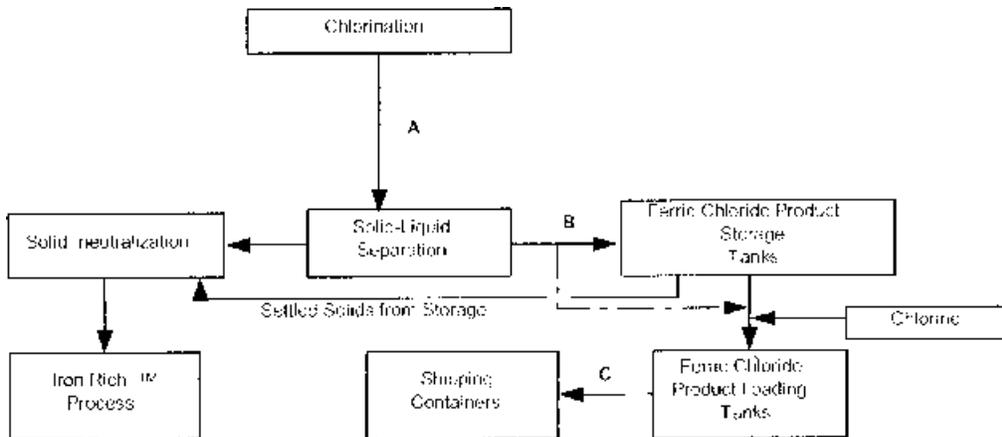 Chlorination
A
Solid-Liquid
Separation
B
Ferric Chloride Product
Storage
Tanks
Solid neutralization
Settled Solids from Storage
Chlorine
Iron Rich ™
Process
Shipping
Containers
C
Ferric Chloride
Product Loading
Tanks